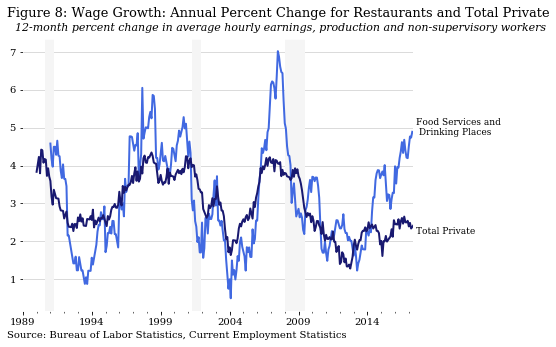 Figure 8: Wage Growth: Annual Percent Change for Restaurants and Total Private
12-month percent change in average hourly earnings, production and non-supervisory workers
7
6
5
4
3
2
1
Food Services and
Drinking Places
Total Private
1989 1994 1999 2004 2009 2014
Source: Bureau of Labor Statistics, Current Employment Statistics